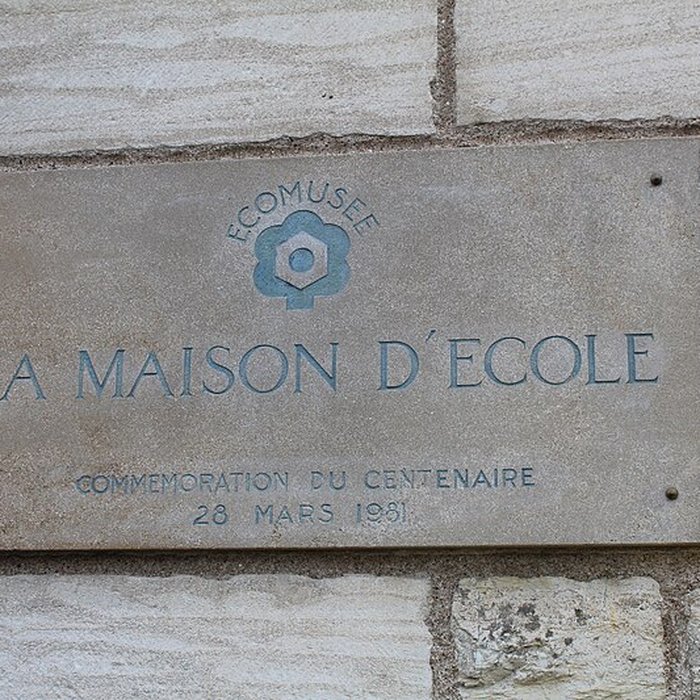 ECOMUSEE
A MAISON D'ECOLE
COMMEMORATION DU CENTENAIRE
28 MARS 1981